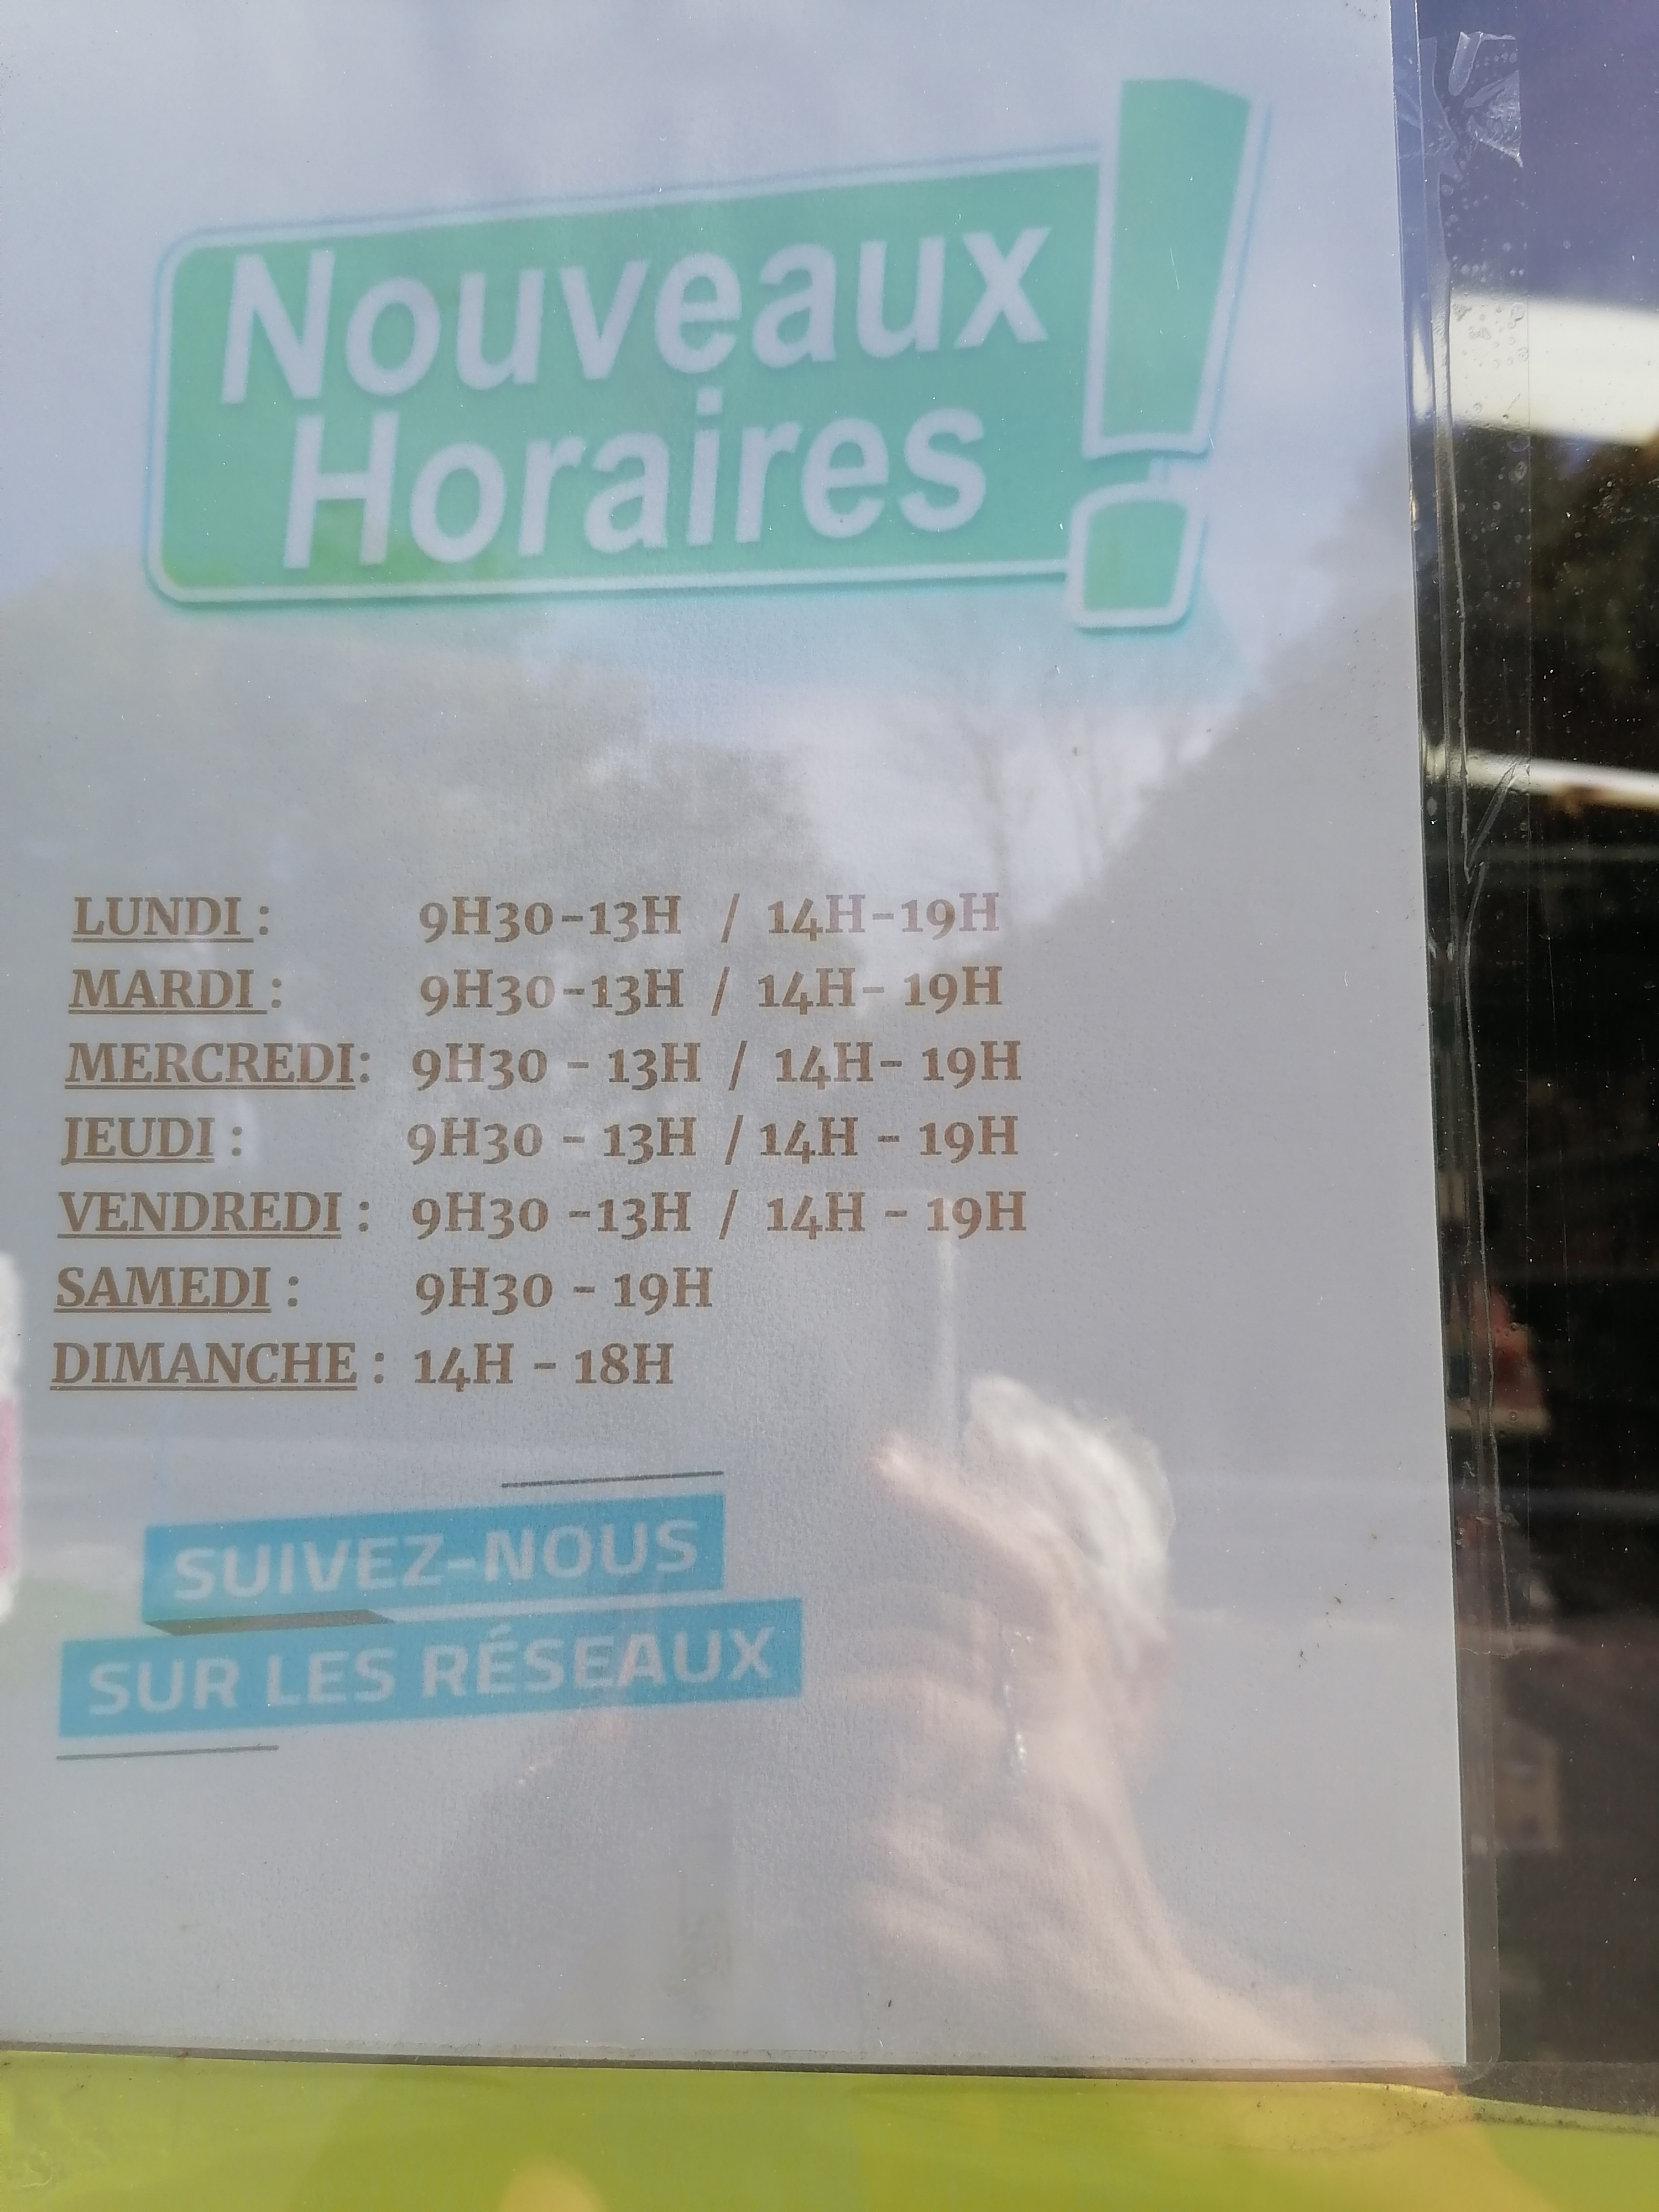 Nouveaux
Horaires !
LUNDI : 9H30-13H / 14H-19H
MARDI : 9H30-13H / 14H- 19H
MERCREDI: 9H30 - 13H / 14H- 19H
JEUDI : 9H30 - 13H / 14H - 19H
VENDREDI : 9H30 -13H / 14H - 19H
SAMEDI : 9H30 - 19H
DIMANCHE : 14H - 18H
SUIVEZ-NOUS
SUR LES RÉSEAUX